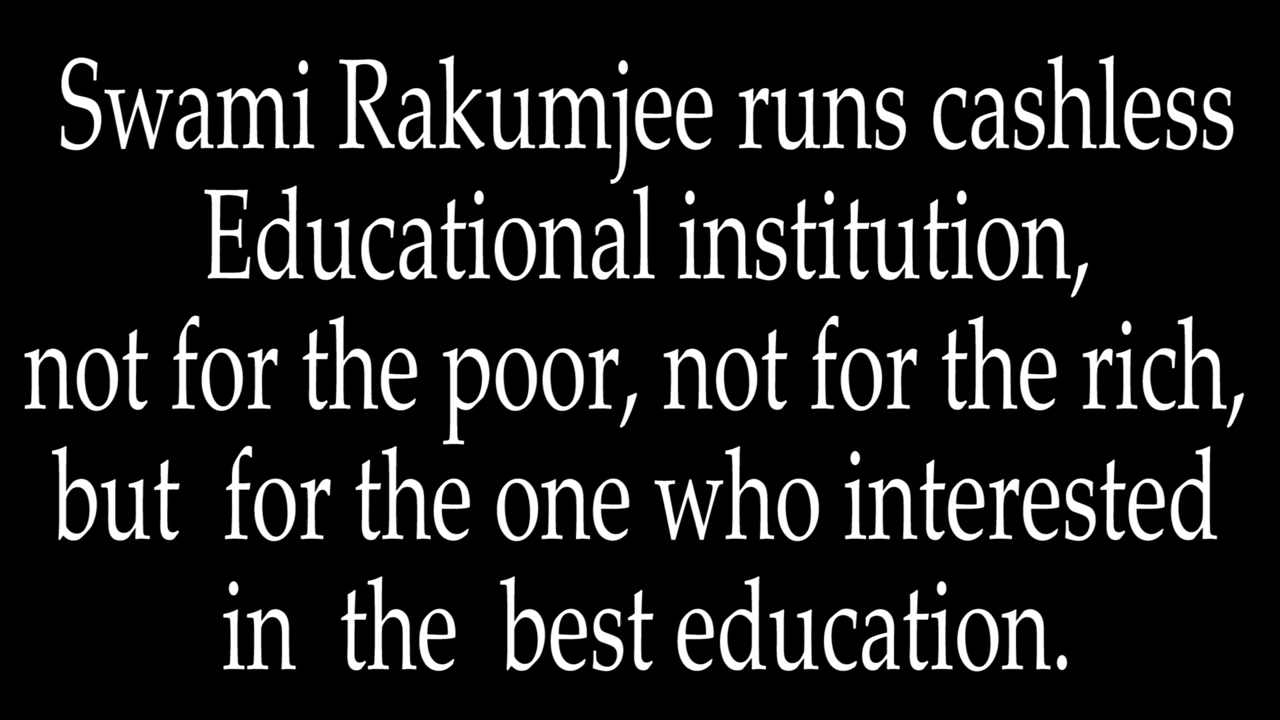 Swami Rakumjee runs cashless
Educational institution,
not for the poor, not for the rich,
but for the one who interested
in the best education.